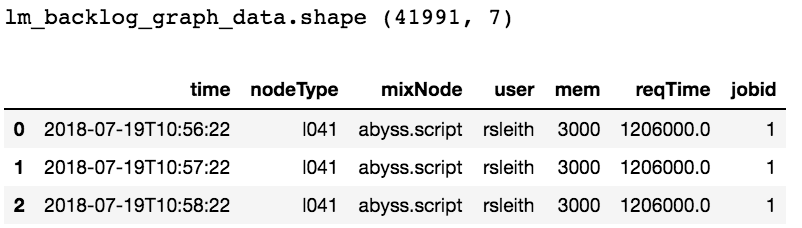 lm_backlog_graph_data.shape (41991, 7)
time nodeType mixNode user mem reqTime jobid
0 2018-07-19T10:56:22 l041 abyss.script rsleith 3000 1206000.0 1
1 2018-07-19T10:57:22 l041 abyss.script rsleith 3000 1206000.0 1
2 2018-07-19T10:58:22 l041 abyss.script rsleith 3000 1206000.0 1